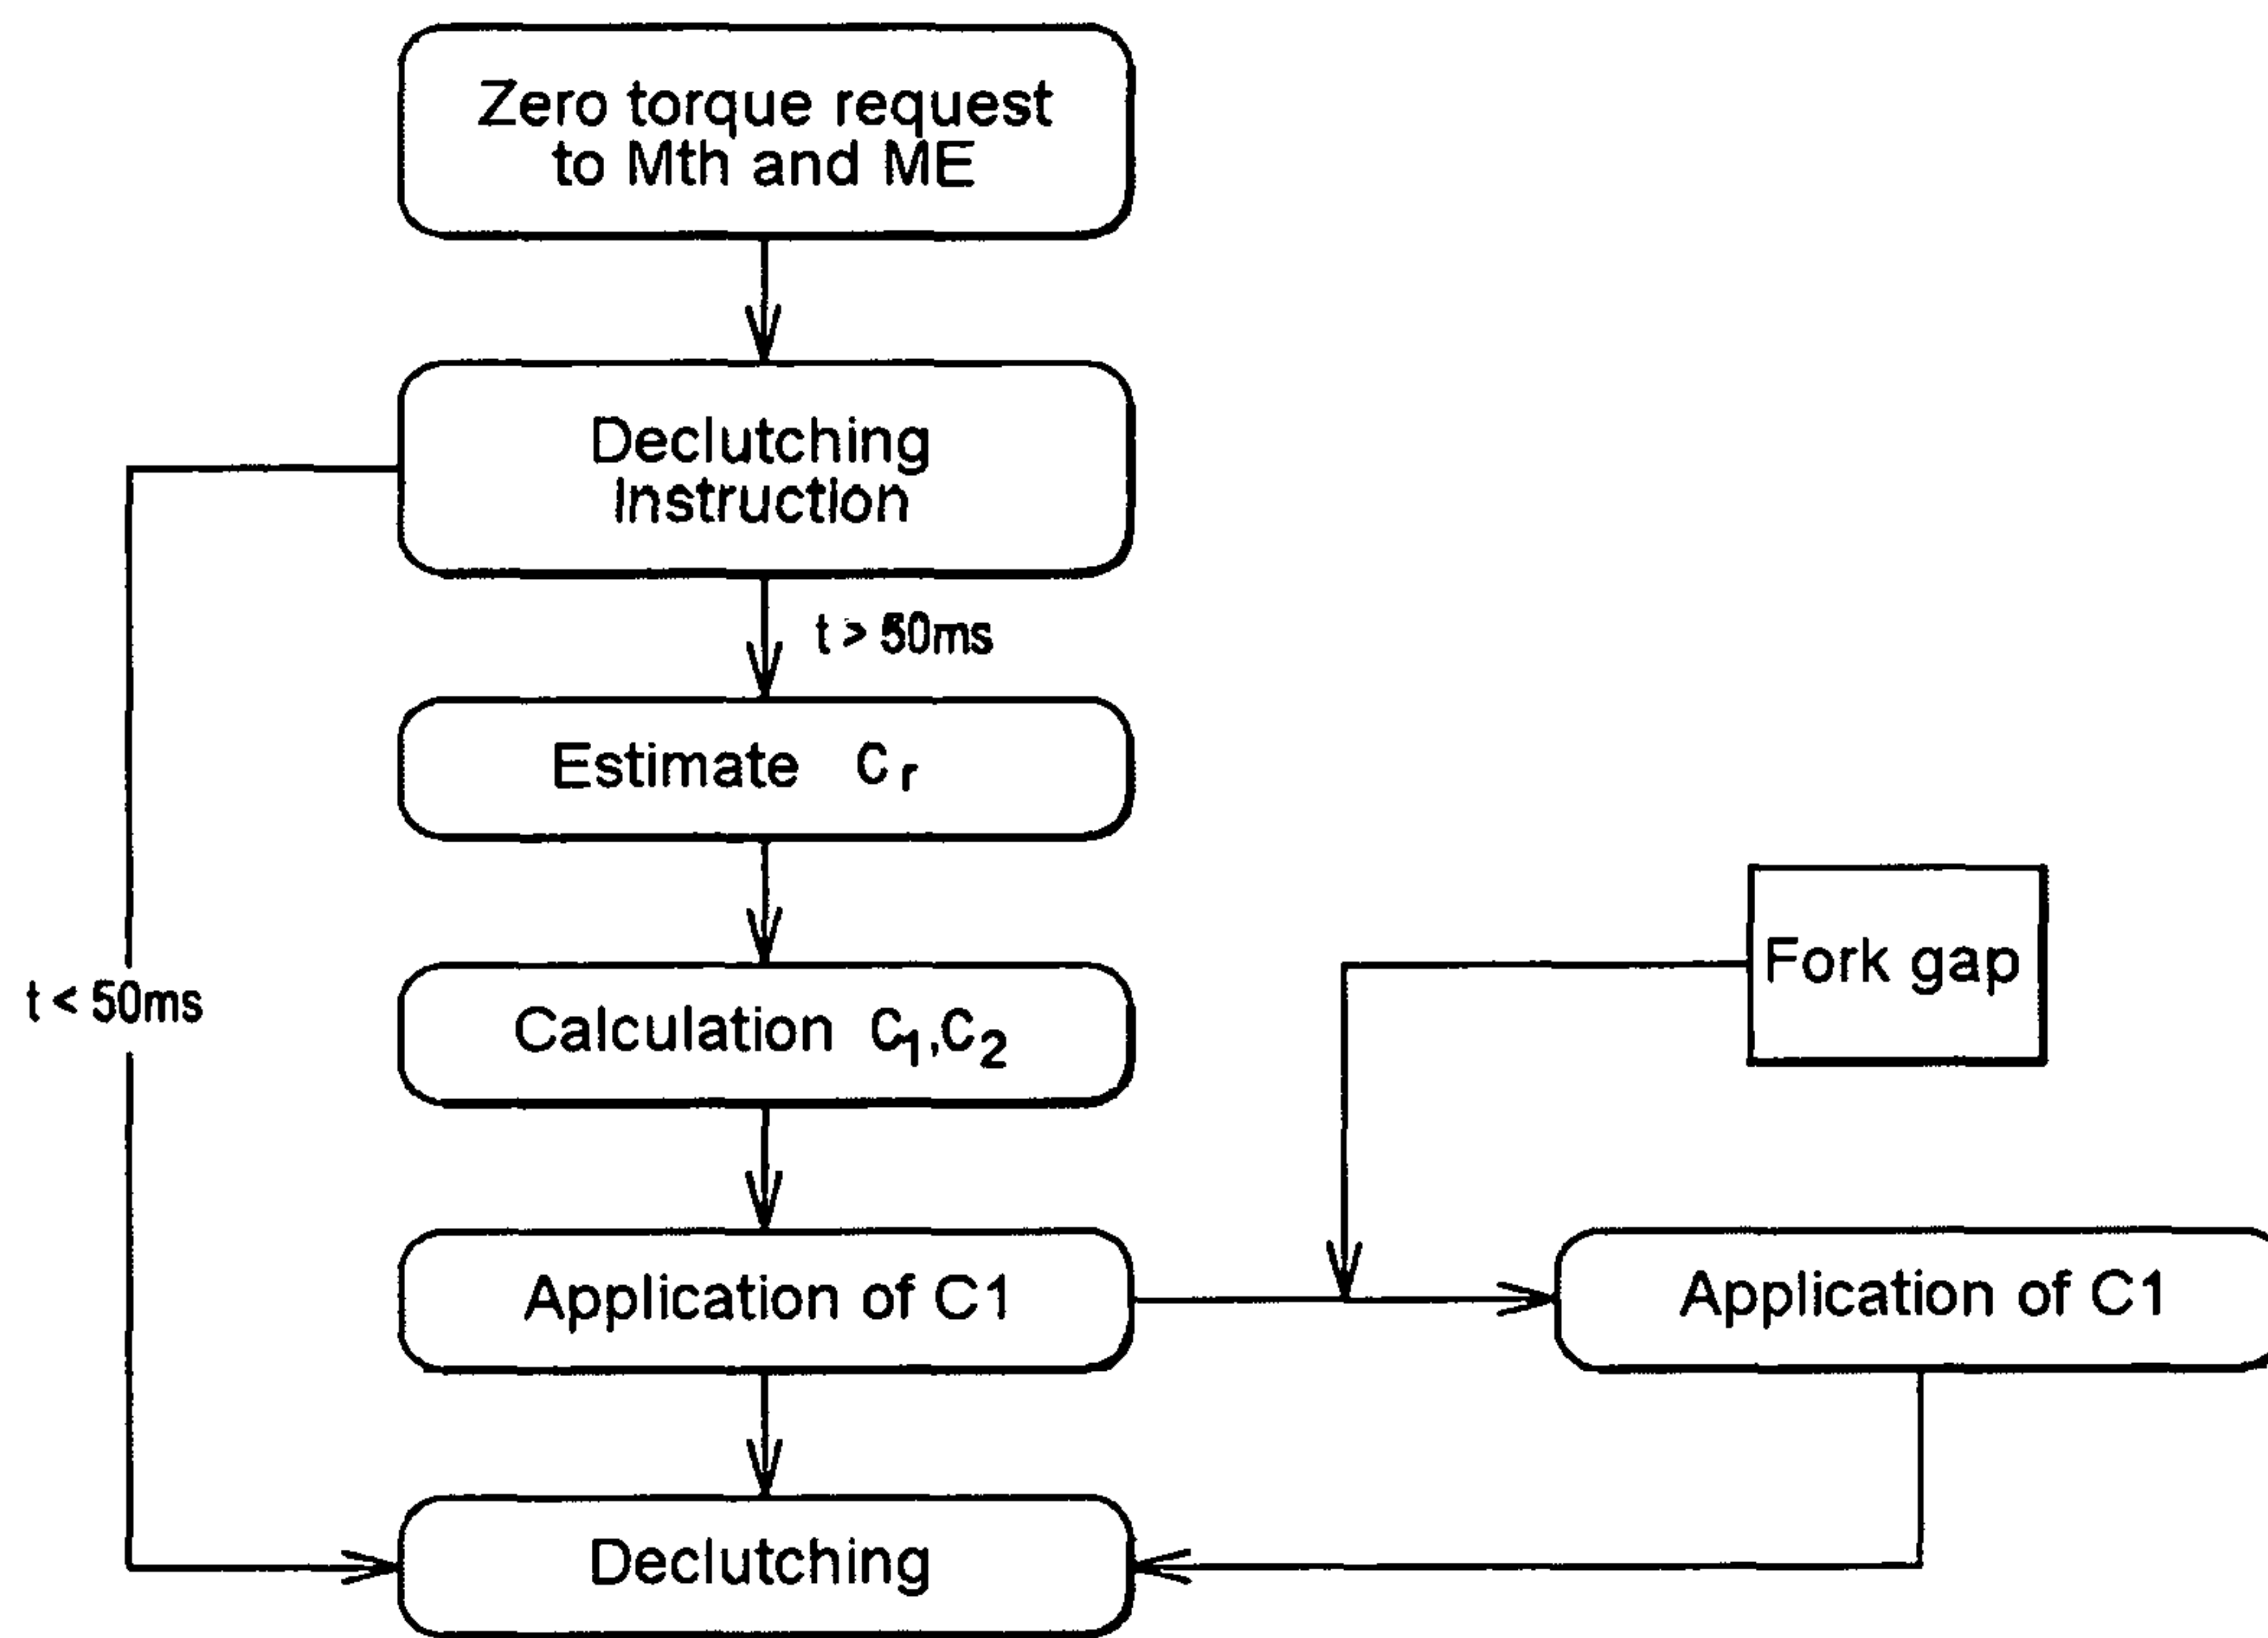 Zero torque request
to Mth and ME
Declutching
Instruction
t > 50ms
Estimate Cr
t < 50ms
Calculation C1,C2
Fork gap
Application of C1
Application of C1
Declutching